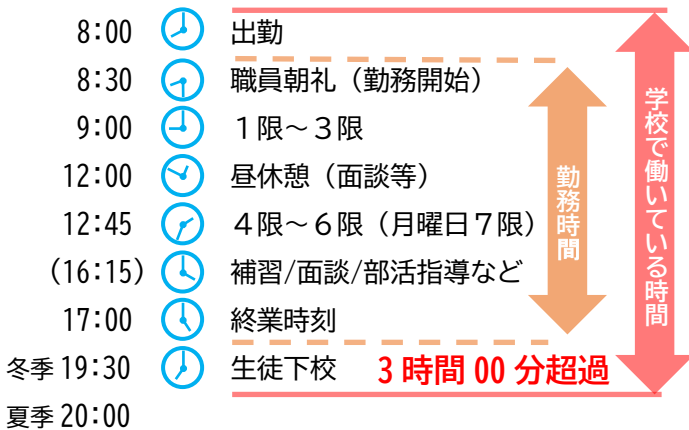 8:00 出勤
8:30 職員朝礼（勤務開始）
9:00 １限～３限
12:00 昼休憩（面談等）
12:45 ４限～６限（月曜日７限）
(16:15) 補習/面談/部活指導など
17:00 終業時刻
冬季 19:30 生徒下校 3 時間 00 分超過
夏季 20:00
勤務時間
学校で働いている時間